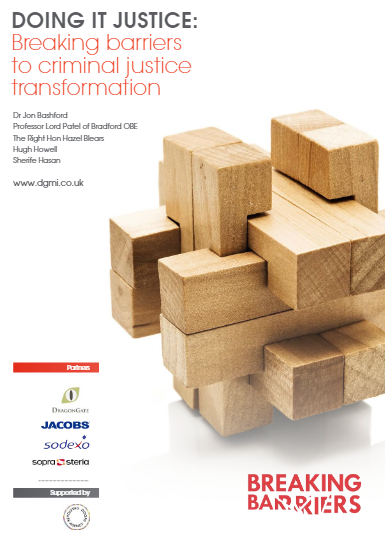 DOING IT JUSTICE:
Breaking barriers
to criminal justice
transformation
Dr Jon Bashford
Professor Lord Patel of Bradford OBE
The Right Hon Hazel Blears
Hugh Howell
Sherife Hasan
www.dgmi.co.uk
Partners
DRAGONGATE
JACOBS
sodexo
sopra steria
Supported by
BREAKING
BARRIERS